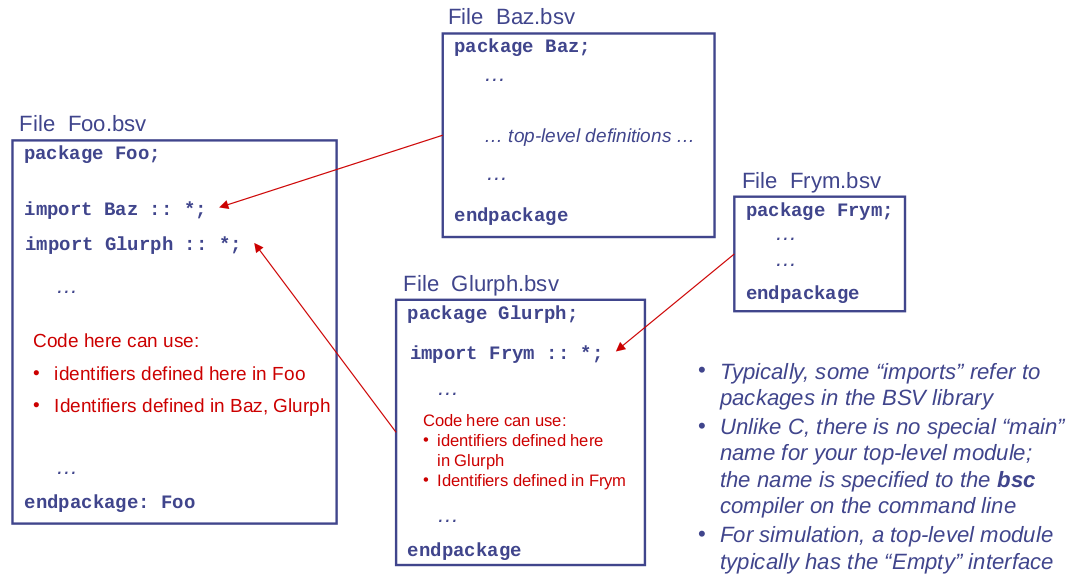 File Baz.bsv
package Baz;
…
… top-level definitions …
…
endpackage
File Foo.bsv
package Foo;
import Baz :: *;
import Glurph :: *;
…
Code here can use:
• identifiers defined here in Foo
• Identifiers defined in Baz, Glurph
…
endpackage: Foo
File Frym.bsv
package Frym;
…
…
endpackage
File Glurph.bsv
package Glurph;
import Frym :: *;
…
Code here can use:
• identifiers defined here
in Glurph
• Identifiers defined in Frym
…
endpackage
• Typically, some “imports” refer to
packages in the BSV library
• Unlike C, there is no special “main”
name for your top-level module;
the name is specified to the bsc
compiler on the command line
• For simulation, a top-level module
typically has the “Empty” interface